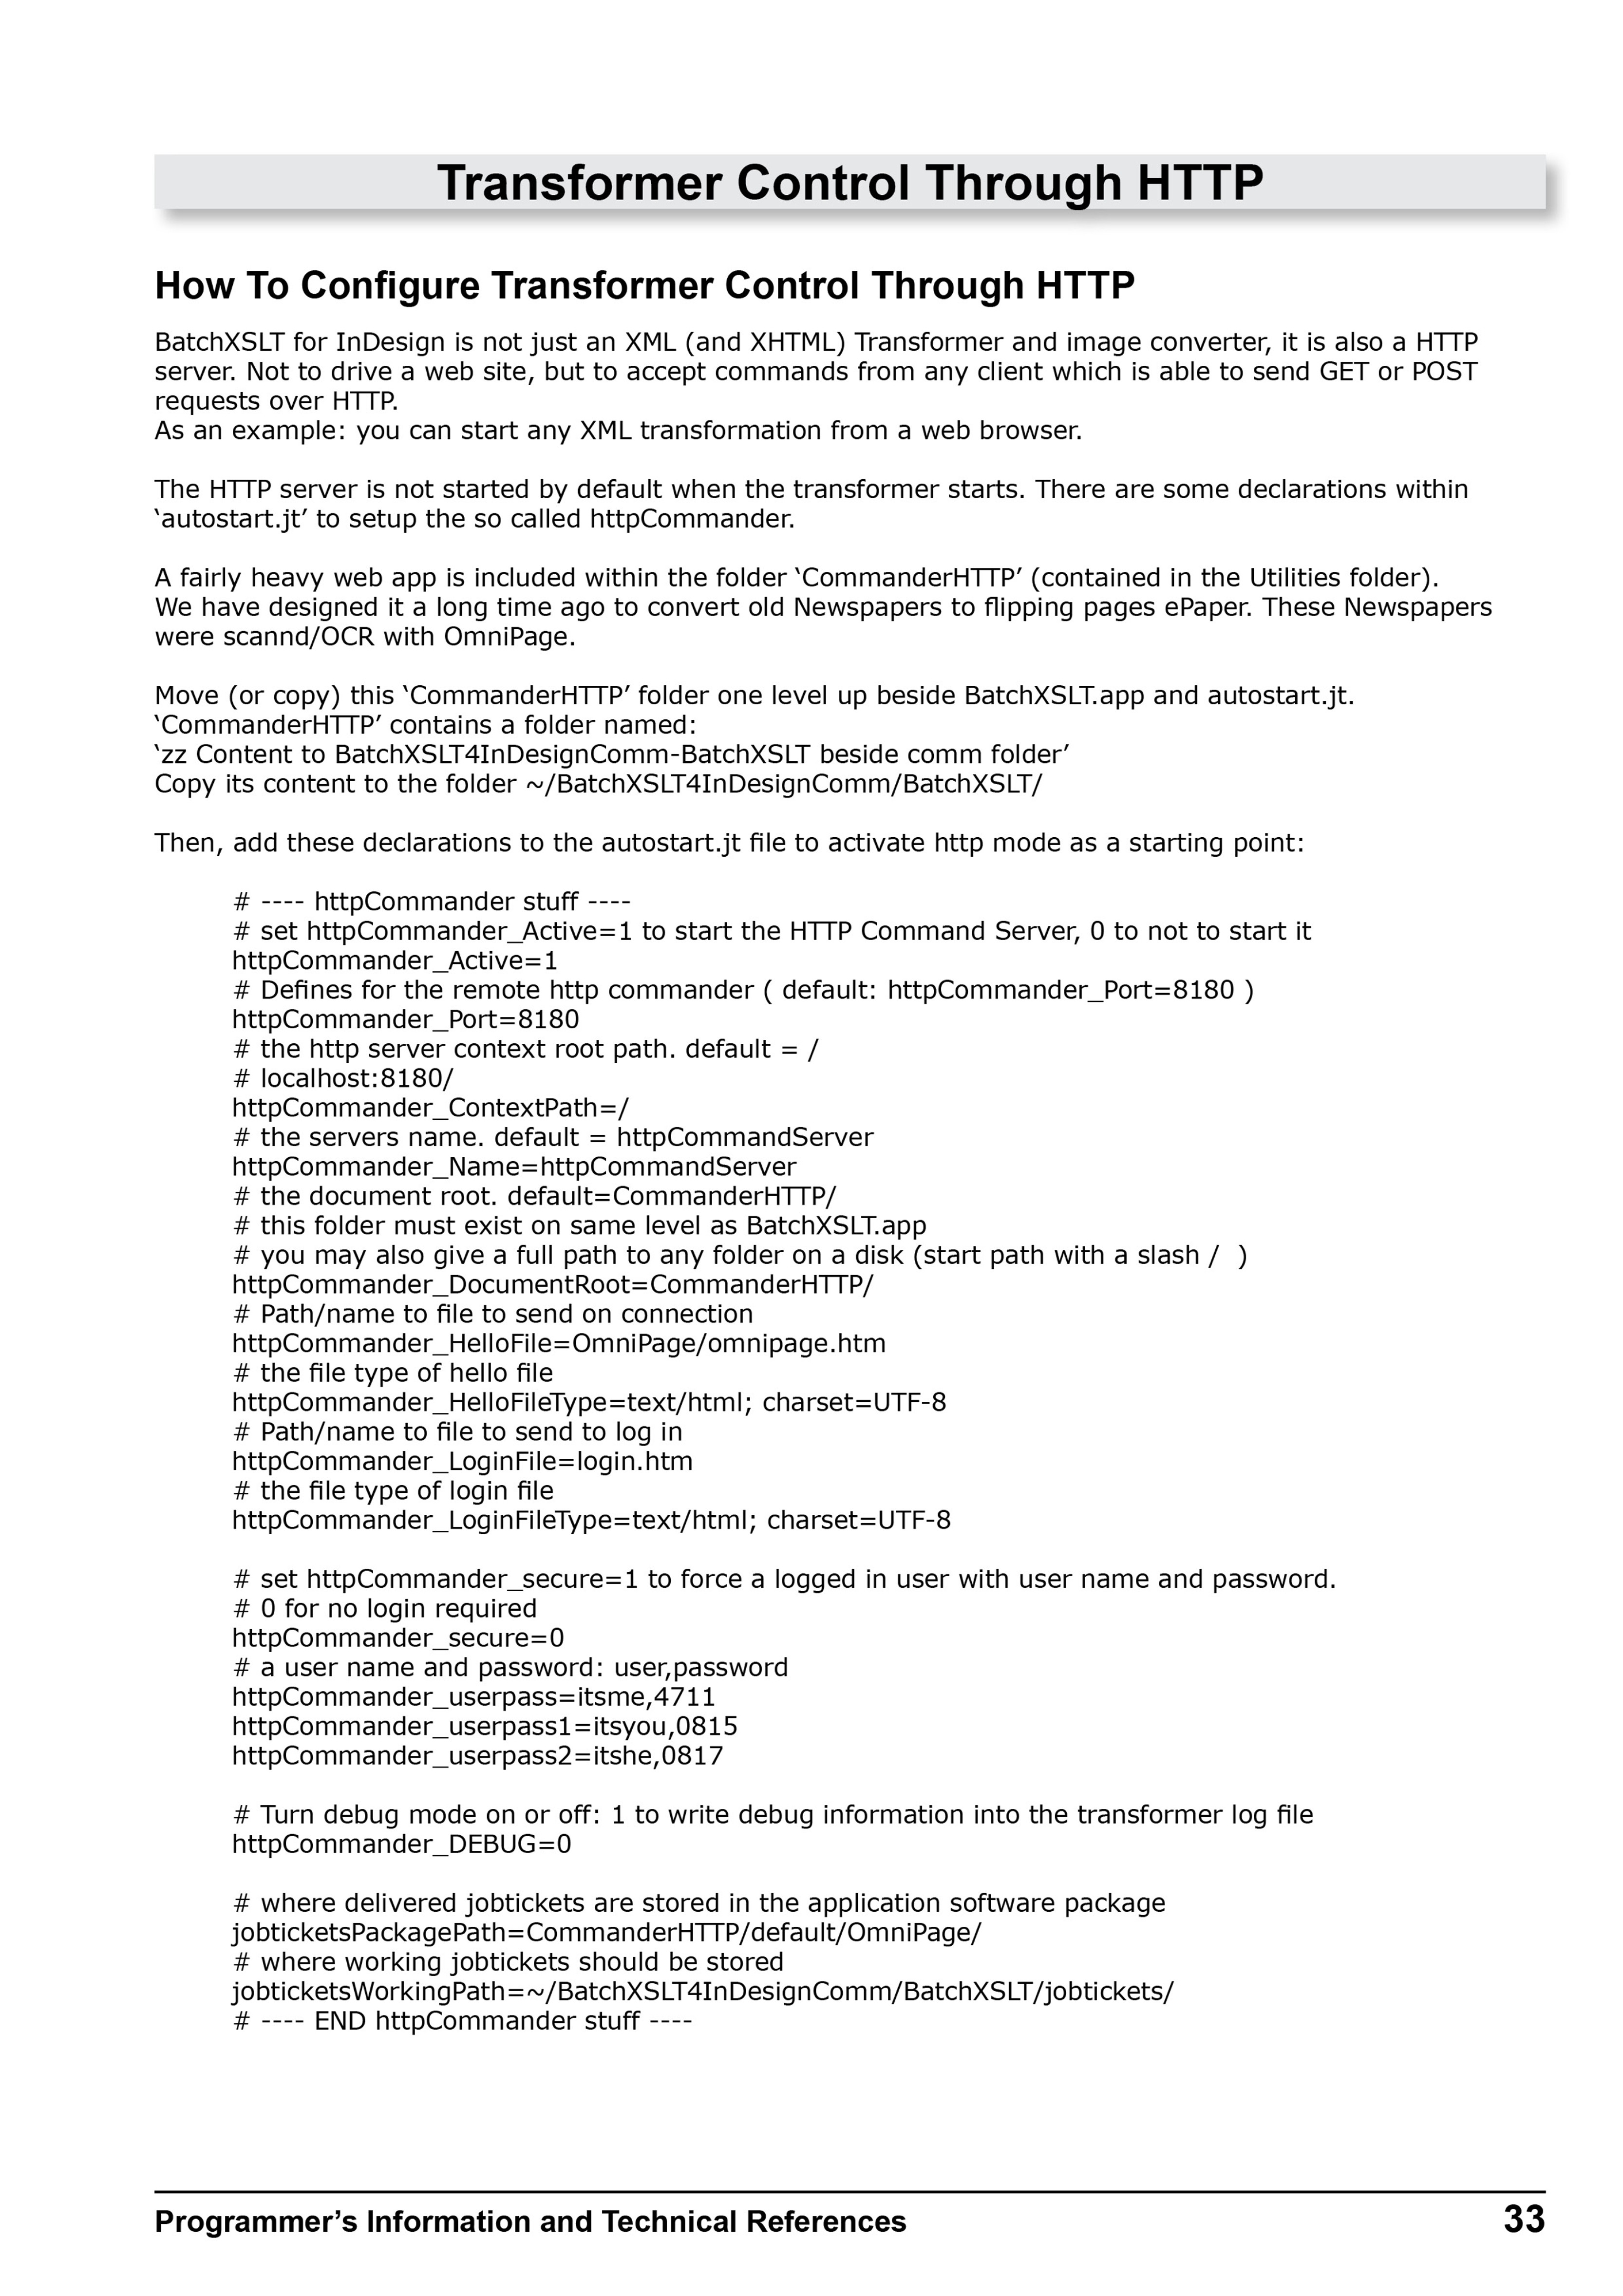 Transformer Control Through HTTP
How To Configure Transformer Control Through HTTP
BatchXSLT for InDesign is not just an XML (and XHTML) Transformer and image converter, it is also a HTTP
server. Not to drive a web site, but to accept commands from any client which is able to send GET or POST
requests over HTTP.
As an example: you can start any XML transformation from a web browser.
The HTTP server is not started by default when the transformer starts. There are some declarations within
‘autostart.jt’ to setup the so called httpCommander.
A fairly heavy web app is included within the folder ‘CommanderHTTP’ (contained in the Utilities folder).
We have designed it a long time ago to convert old Newspapers to flipping pages ePaper. These Newspapers
were scannd/OCR with OmniPage.
Move (or copy) this ‘CommanderHTTP’ folder one level up beside BatchXSLT.app and autostart.jt.
‘CommanderHTTP’ contains a folder named:
‘zz Content to BatchXSLT4InDesignComm-BatchXSLT beside comm folder’
Copy its content to the folder ~/BatchXSLT4InDesignComm/BatchXSLT/
Then, add these declarations to the autostart.jt file to activate http mode as a starting point:
# ---- httpCommander stuff ----
# set httpCommander_Active=1 to start the HTTP Command Server, 0 to not to start it
httpCommander_Active=1
# Defines for the remote http commander ( default: httpCommander_Port=8180 )
httpCommander_Port=8180
# the http server context root path. default = /
# localhost:8180/
httpCommander_ContextPath=/
# the servers name. default = httpCommandServer
httpCommander_Name=httpCommandServer
# the document root. default=CommanderHTTP/
# this folder must exist on same level as BatchXSLT.app
# you may also give a full path to any folder on a disk (start path with a slash /  )
httpCommander_DocumentRoot=CommanderHTTP/
# Path/name to file to send on connection
httpCommander_HelloFile=OmniPage/omnipage.htm
# the file type of hello file
httpCommander_HelloFileType=text/html; charset=UTF-8
# Path/name to file to send to log in
httpCommander_LoginFile=login.htm
# the file type of login file
httpCommander_LoginFileType=text/html; charset=UTF-8
# set httpCommander_secure=1 to force a logged in user with user name and password.
# 0 for no login required
httpCommander_secure=0
# a user name and password: user,password
httpCommander_userpass=itsme,4711
httpCommander_userpass1=itsyou,0815
httpCommander_userpass2=itshe,0817
# Turn debug mode on or off: 1 to write debug information into the transformer log file
httpCommander_DEBUG=0
# where delivered jobtickets are stored in the application software package
jobticketsPackagePath=CommanderHTTP/default/OmniPage/
# where working jobtickets should be stored
jobticketsWorkingPath=~/BatchXSLT4InDesignComm/BatchXSLT/jobtickets/
# ---- END httpCommander stuff ----
Programmer’s Information and Technical References 33